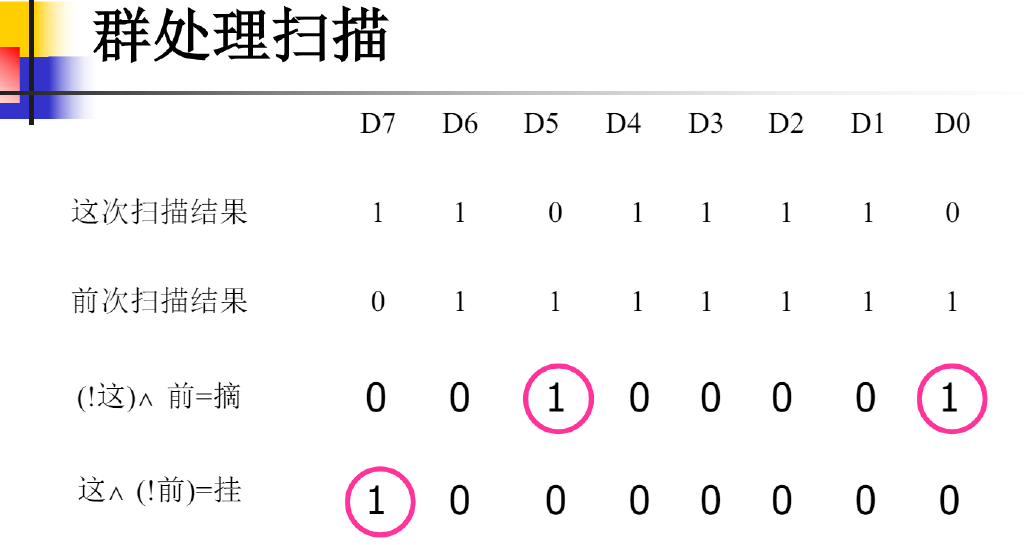 群处理扫描
D7 D6 D5 D4 D3 D2 D1 D0
这次扫描结果 1 1 0 1 1 1 1 0
前次扫描结果 0 1 1 1 1 1 1 1
(!这)∧ 前=摘 0 0 1 0 0 0 0 1
这∧ (!前)=挂 1 0 0 0 0 0 0 0